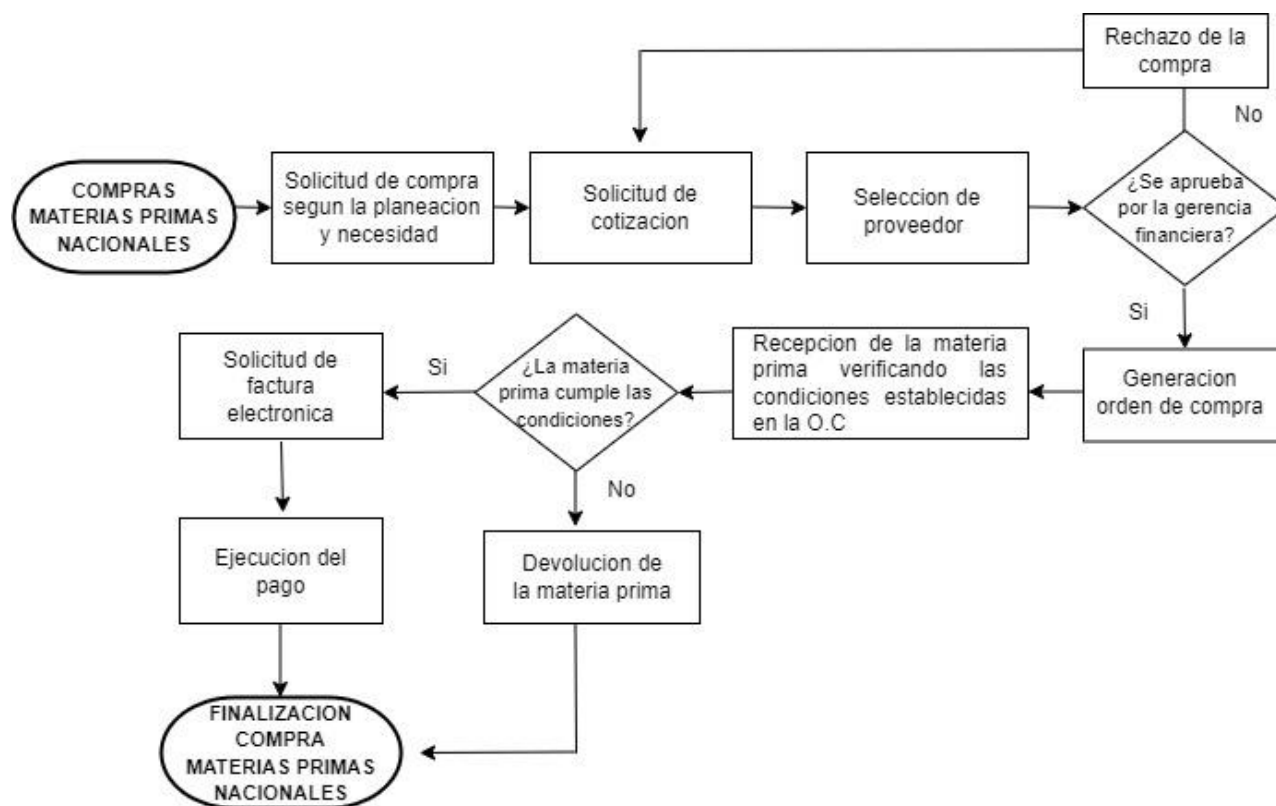 Rechazo de la
compra
No
COMPRAS
MATERIAS PRIMAS
NACIONALES
Solicitud de compra
segun la planeacion
y necesidad
Solicitud de
cotizacion
Seleccion de
proveedor
¿Se aprueba
por la gerencia
financiera?
Si
Generacion
orden de compra
Recepcion de la materia
prima verificando las
condiciones establecidas
en la O.C
¿La materia
prima cumple las
condiciones?
Si
Solicitud de
factura
electronica
No
Ejecucion del
pago
Devolucion de
la materia prima
FINALIZACION
COMPRA
MATERIAS PRIMAS
NACIONALES